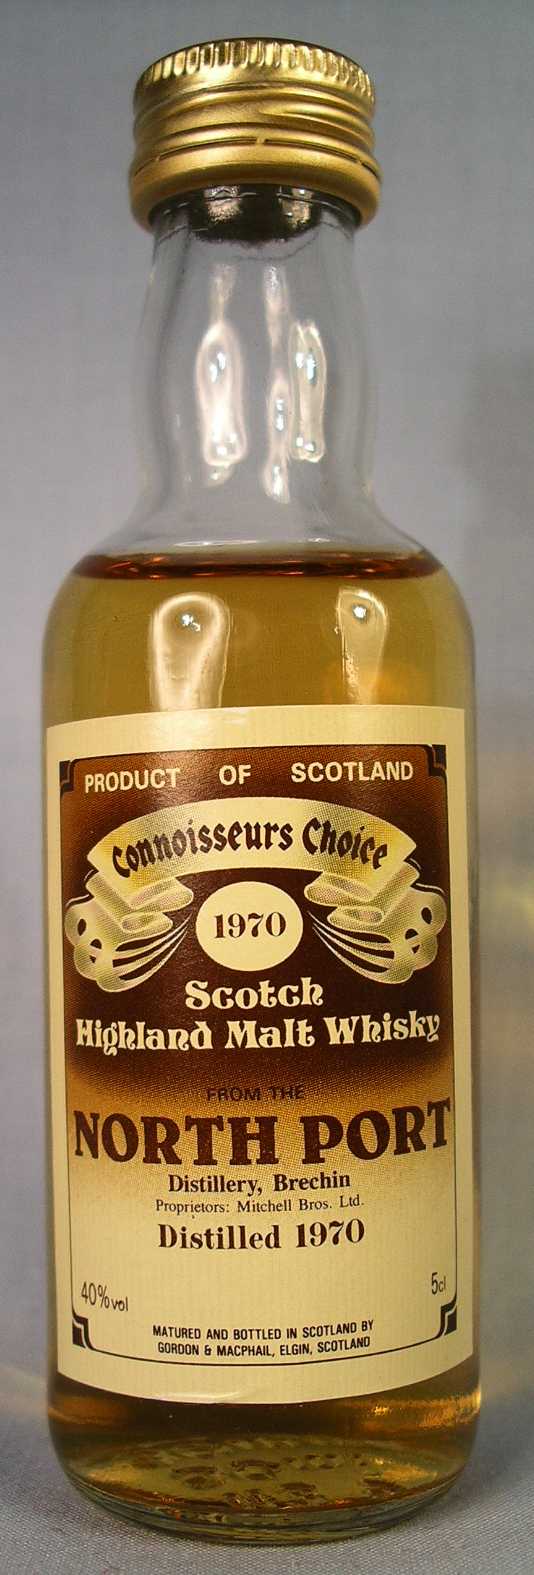 PRODUCT OF SCOTLAND
Connoisseurs Choice
1970
Scotch
Highland Malt Whisky
FROM THE
NORTH PORT
Distillery, Brechin
Proprietors: Mitchell Bros. Ltd.
Distilled 1970
40%vol 5cl
MATURED AND BOTTLED IN SCOTLAND BY
GORDON & MACPHAIL, ELGIN, SCOTLAND